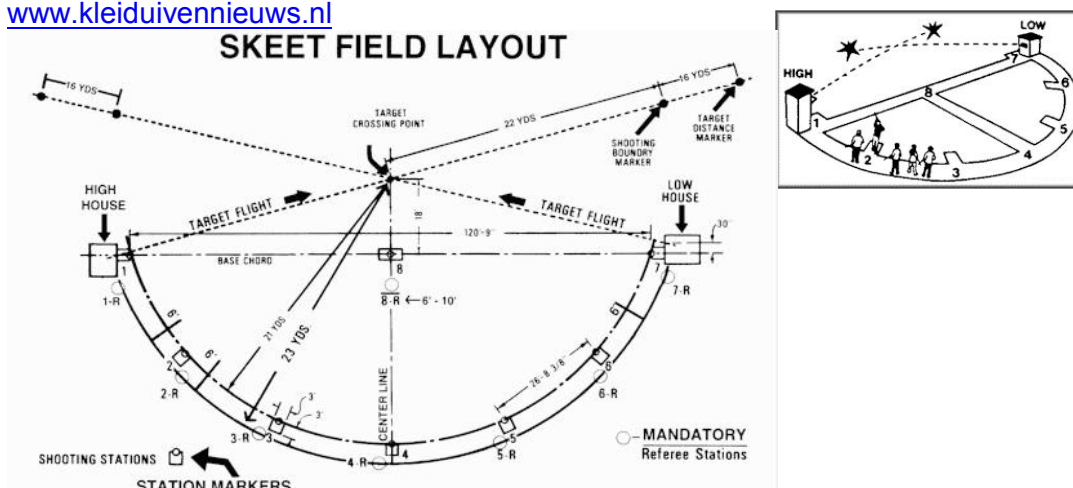 www.kleiduivennieuws.nl
SKEET FIELD LAYOUT
16 YDS
TARGET
CROSSING POINT
22 YDS
16 YDS
SHOOTING
BOUNDRY
MARKER
TARGET
DISTANCE
MARKER
HIGH
HOUSE
LOW
HOUSE
TARGET FLIGHT
TARGET FLIGHT
18'
30"
120'-9"
BASE CHORD
1
8
7
1-R
8-R
6' - 10'
7-R
21 YDS
23 YDS
6'
6'
6'
CENTER LINE
26-8 3/8"
2
2-R
6
6-R
3'
3'
3-R
3
4-R
4
5
5-R
SHOOTING STATIONS
STATION MARKERS
MANDATORY
Referee Stations
HIGH
LOW
1
2
3
4
5
6
7
8